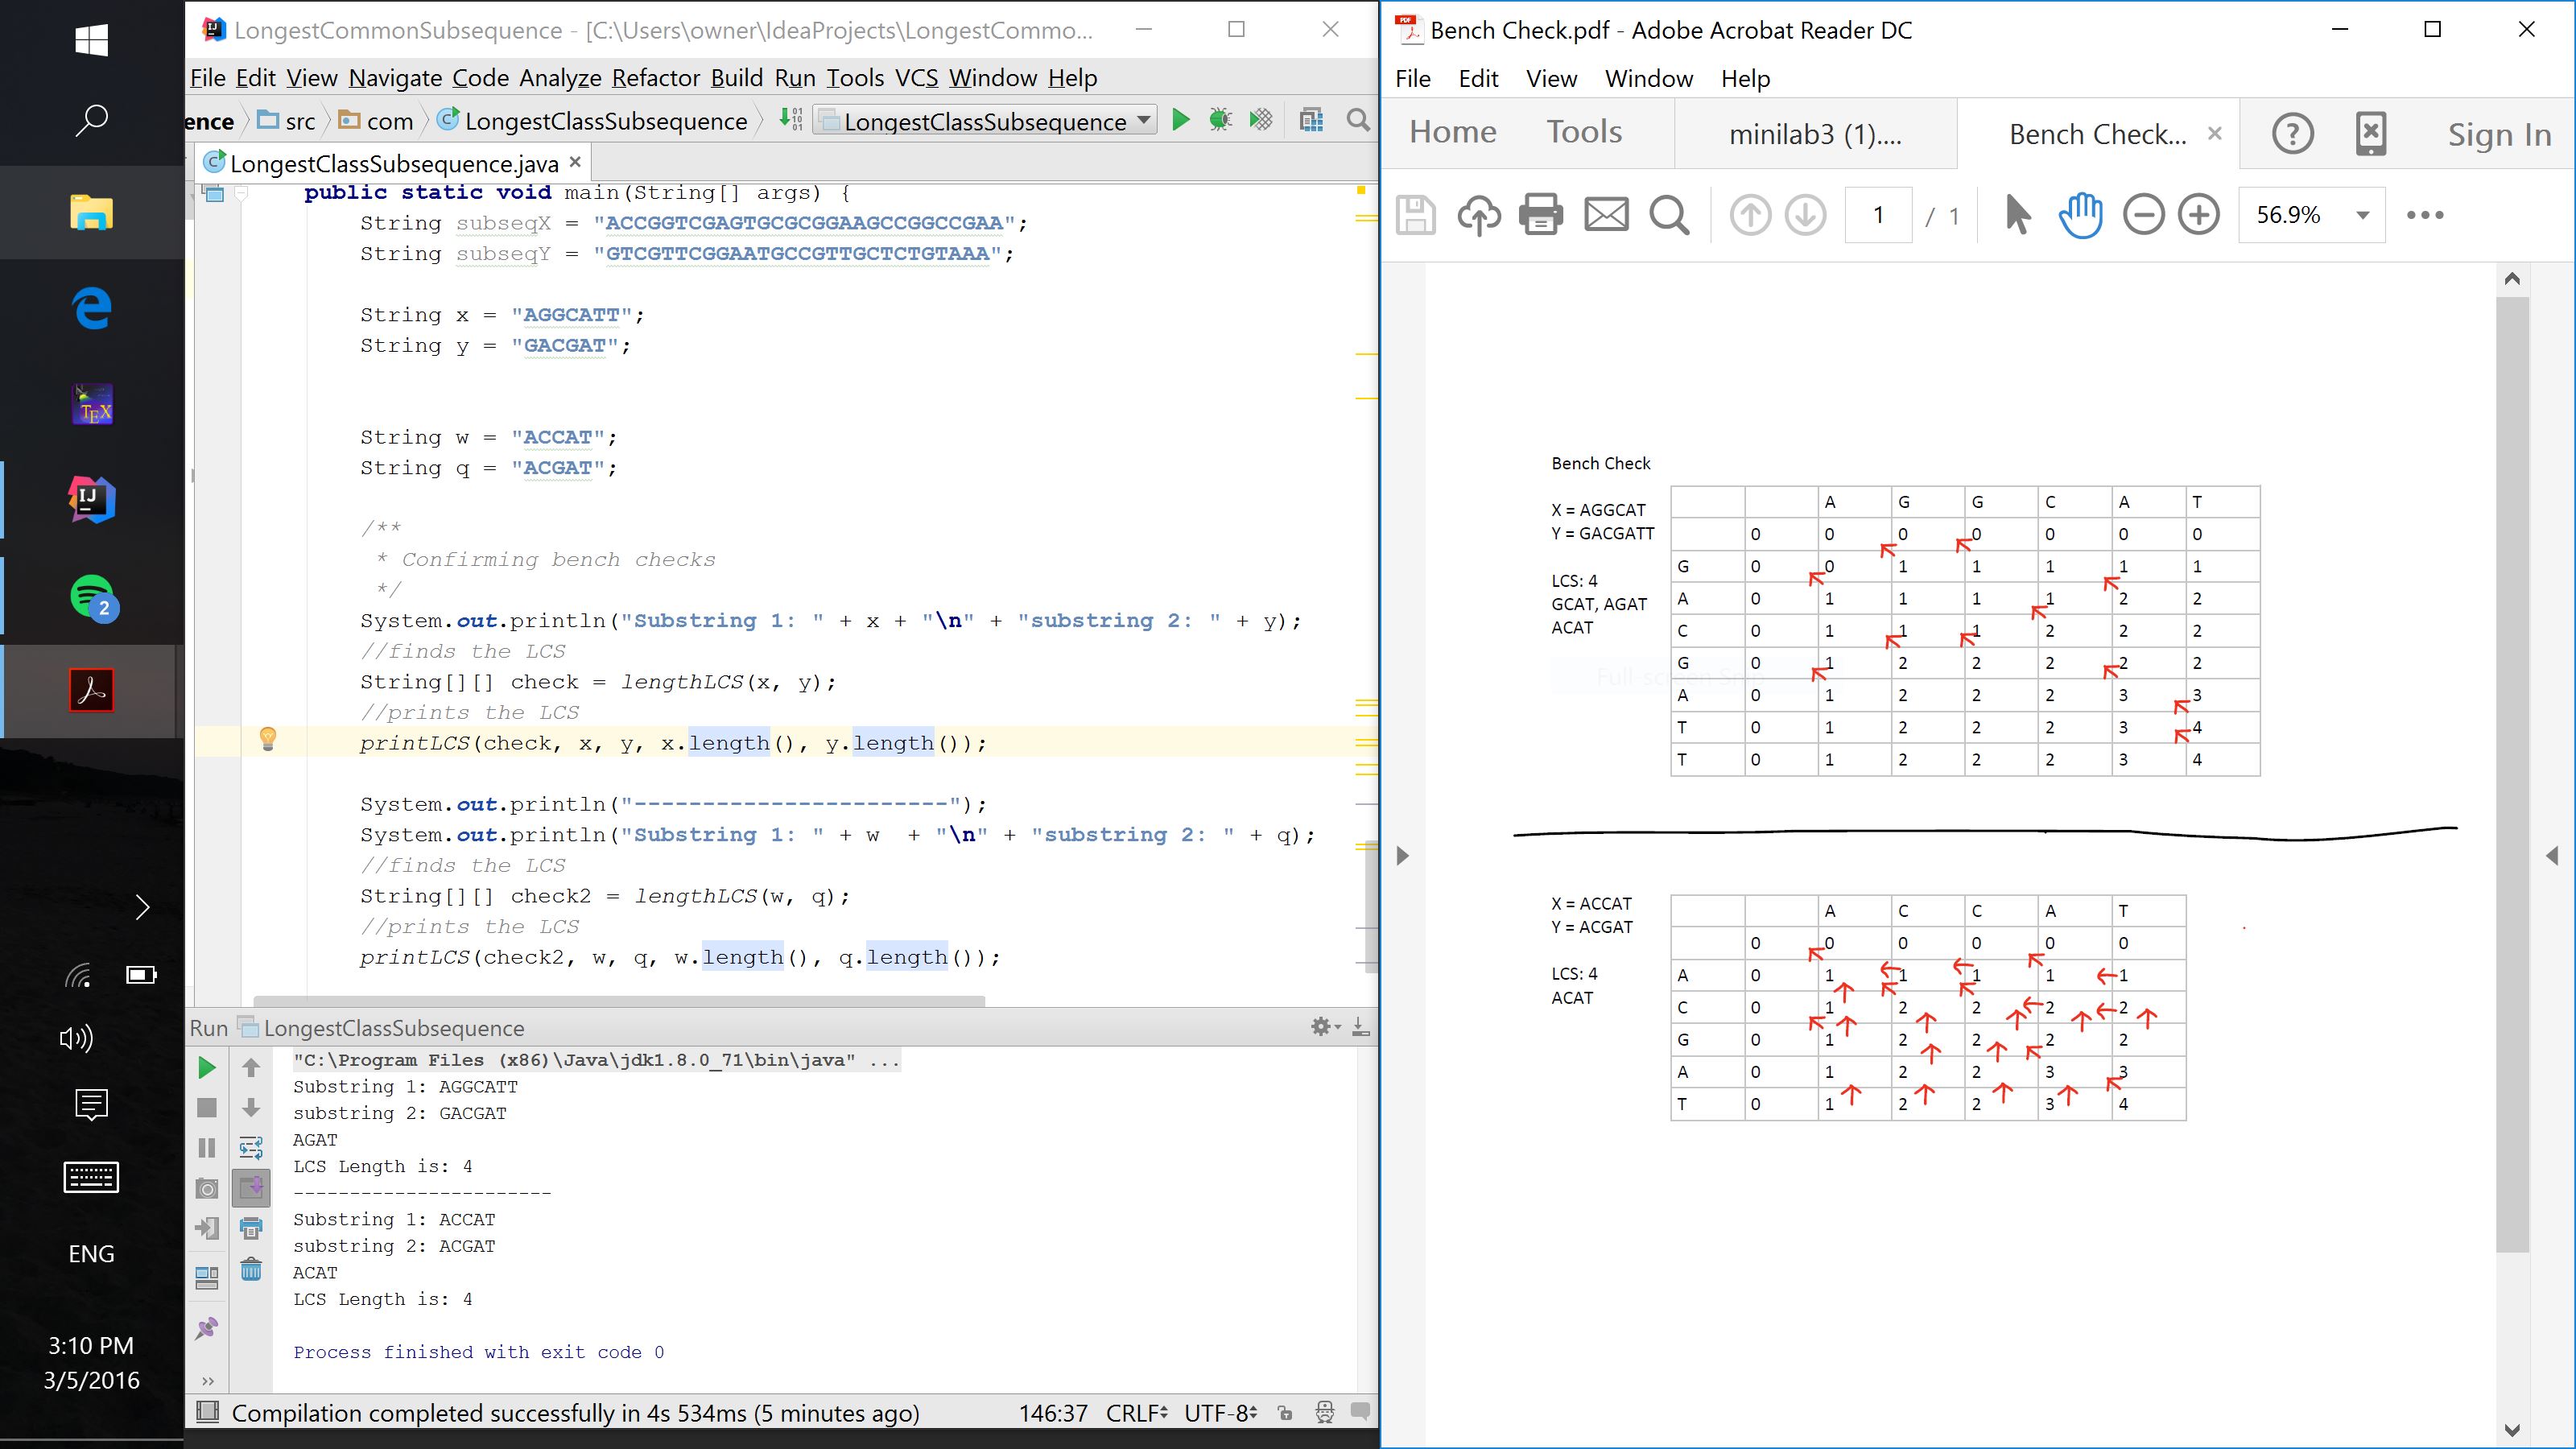 LongestCommonSubsequence - [C:\Users\owner\IdeaProjects\LongestCommo...
File Edit View Navigate Code Analyze Refactor Build Run Tools VCS Window Help
ence src com LongestClassSubsequence LongestClassSubsequence
LongestClassSubsequence.java
public static void main(String[] args) {
String subseqX = "ACCGGTCGAGTGCGCGGAAGCCGGCCGAA";
String subseqY = "GTCGTTCGGAATGCCGTTGCTCTGTAAA";
String x = "AGGCATT";
String y = "GACGAT";
String w = "ACCAT";
String q = "ACGAT";
/**
* Confirming bench checks
*/
System.out.println("Substring 1: " + x + "\n" + "substring 2: " + y);
//finds the LCS
String[][] check = lengthLCS(x, y);
//prints the LCS
printLCS(check, x, y, x.length(), y.length());
System.out.println("-----------------------");
System.out.println("Substring 1: " + w  + "\n" + "substring 2: " + q);
//finds the LCS
String[][] check2 = lengthLCS(w, q);
//prints the LCS
printLCS(check2, w, q, w.length(), q.length());
Run LongestClassSubsequence
"C:\Program Files (x86)\Java\jdk1.8.0_71\bin\java" ...
Substring 1: AGGCATT
substring 2: GACGAT
AGAT
LCS Length is: 4
-----------------------
Substring 1: ACCAT
substring 2: ACGAT
ACAT
LCS Length is: 4
Process finished with exit code 0
Compilation completed successfully in 4s 534ms (5 minutes ago) 146:37 CRLF UTF-8
2
ENG
3:10 PM
3/5/2016
Bench Check.pdf - Adobe Acrobat Reader DC
File Edit View Window Help
Home Tools minilab3 (1).... Bench Check... Sign In
1 / 1 56.9%
Bench Check
X = AGGCAT
Y = GACGATT
LCS: 4
GCAT, AGAT
ACAT
A G G C A T
0 0 0 0 0 0 0
G 0 0 1 1 1 1 1
A 0 1 1 1 1 2 2
C 0 1 1 1 2 2 2
G 0 1 2 2 2 2 2
A 0 1 2 2 2 3 3
T 0 1 2 2 2 3 4
T 0 1 2 2 2 3 4
X = ACCAT
Y = ACGAT
LCS: 4
ACAT
A C C A T
0 0 0 0 0 0
A 0 1 1 1 1 1
C 0 1 2 2 2 2
G 0 1 2 2 2 2
A 0 1 2 2 3 3
T 0 1 2 2 3 4
Full-screen Snip